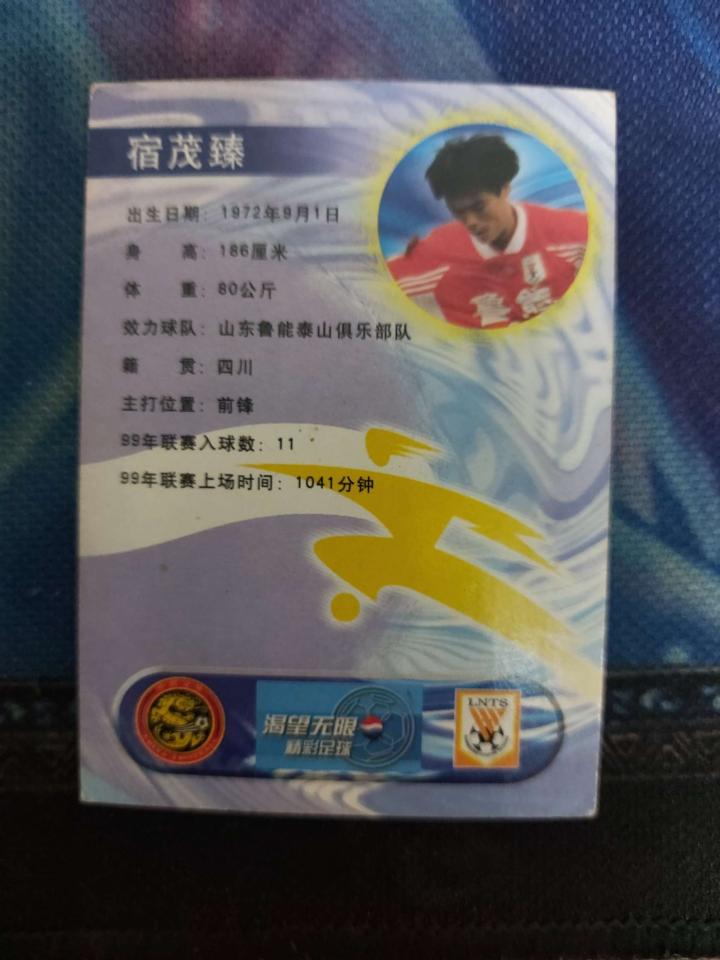 宿茂臻
出生日期：1972年9月1日
身　　高：186厘米
体　　重：80公斤
效力球队：山东鲁能泰山俱乐部队
籍　　贯：四川
主打位置：前锋
99年联赛入球数：11
99年联赛上场时间：1041分钟
鲁能
渴望无限
精彩足球
LNTS